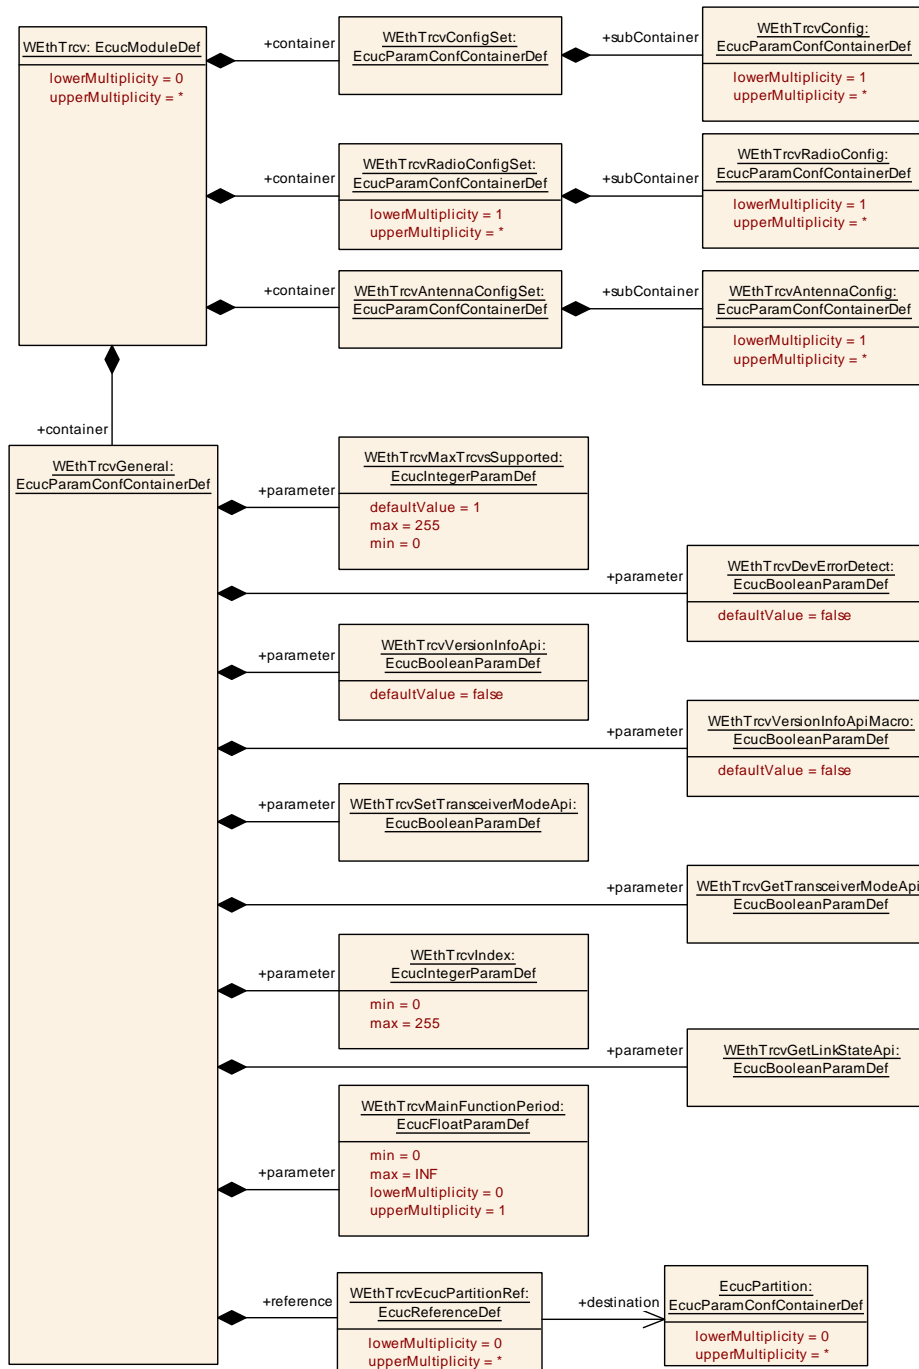 WEthTrcv: EcucModuleDef
lowerMultiplicity = 0
upperMultiplicity = *
+container
WEthTrcvConfigSet:
EcucParamConfContainerDef
+subContainer
WEthTrcvConfig:
EcucParamConfContainerDef
lowerMultiplicity = 1
upperMultiplicity = *
+container
WEthTrcvRadioConfigSet:
EcucParamConfContainerDef
lowerMultiplicity = 1
upperMultiplicity = *
+subContainer
WEthTrcvRadioConfig:
EcucParamConfContainerDef
lowerMultiplicity = 1
upperMultiplicity = *
+container
WEthTrcvAntennaConfigSet:
EcucParamConfContainerDef
+subContainer
WEthTrcvAntennaConfig:
EcucParamConfContainerDef
lowerMultiplicity = 1
upperMultiplicity = *
+container
WEthTrcvGeneral:
EcucParamConfContainerDef
+parameter
WEthTrcvMaxTrcvsSupported:
EcucIntegerParamDef
defaultValue = 1
max = 255
min = 0
+parameter
WEthTrcvDevErrorDetect:
EcucBooleanParamDef
defaultValue = false
+parameter
WEthTrcvVersionInfoApi:
EcucBooleanParamDef
defaultValue = false
+parameter
WEthTrcvVersionInfoApiMacro:
EcucBooleanParamDef
defaultValue = false
+parameter
WEthTrcvSetTransceiverModeApi:
EcucBooleanParamDef
+parameter
WEthTrcvGetTransceiverModeApi
EcucBooleanParamDef
+parameter
WEthTrcvIndex:
EcucIntegerParamDef
min = 0
max = 255
+parameter
WEthTrcvGetLinkStateApi:
EcucBooleanParamDef
+parameter
WEthTrcvMainFunctionPeriod:
EcucFloatParamDef
min = 0
max = INF
lowerMultiplicity = 0
upperMultiplicity = 1
+reference
WEthTrcvEcucPartitionRef:
EcucReferenceDef
lowerMultiplicity = 0
upperMultiplicity = *
+destination
EcucPartition:
EcucParamConfContainerDef
lowerMultiplicity = 0
upperMultiplicity = *